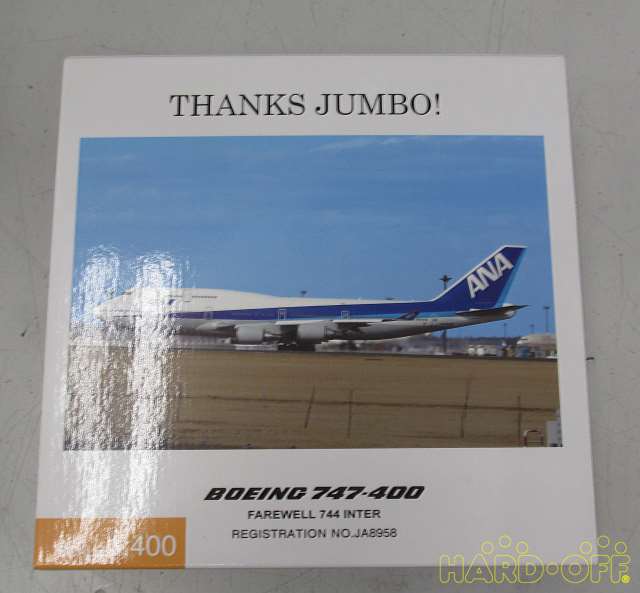 THANKS JUMBO!
ANA
BOEING 747-400
FAREWELL 744 INTER
REGISTRATION NO.JA8958
400
HARD·OFF